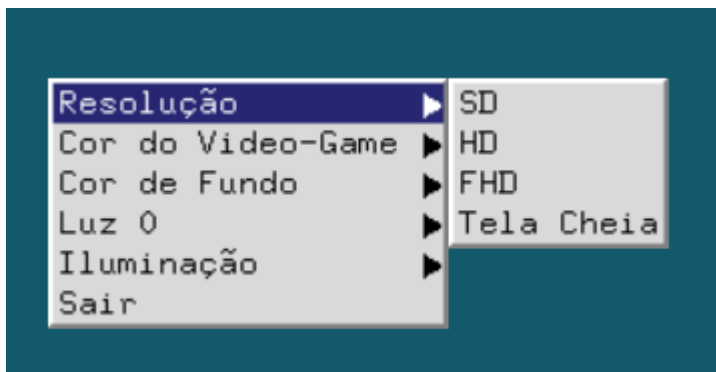 Resolução
Cor do Video-Game
Cor de Fundo
Luz 0
Iluminação
Sair
SD
HD
FHD
Tela Cheia